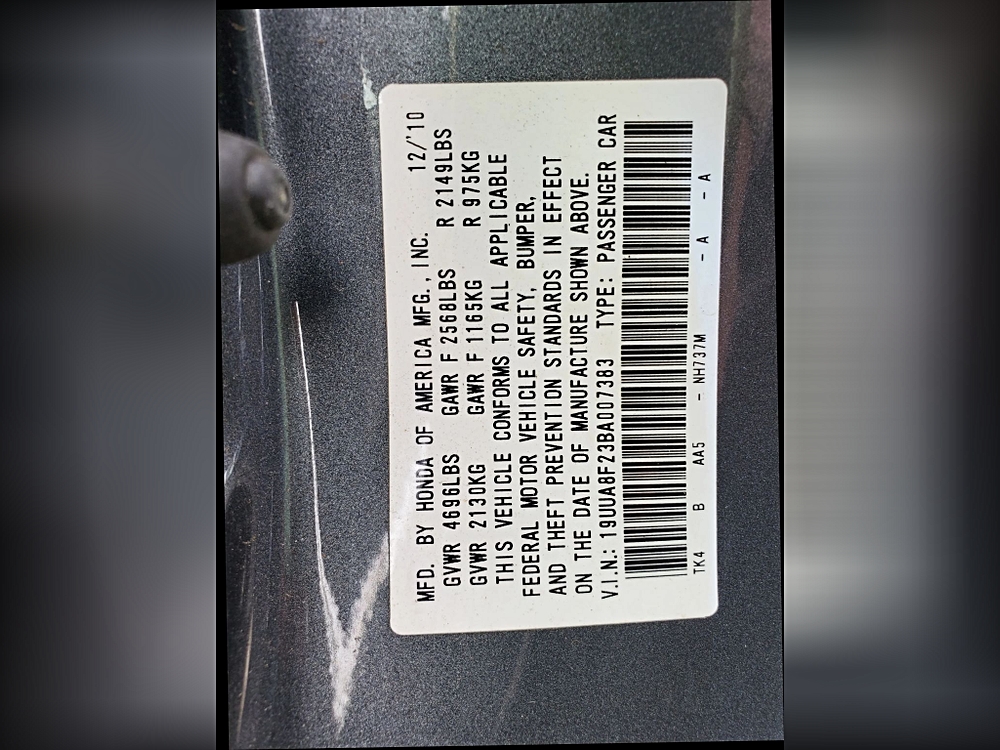 MFD. BY HONDA OF AMERICA MFG., INC. 12/'10
GVWR 4696LBS GAWR F 2568LBS R 2149LBS
GVWR 2130KG GAWR F 1165KG R 975KG
THIS VEHICLE CONFORMS TO ALL APPLICABLE
FEDERAL MOTOR VEHICLE SAFETY, BUMPER,
AND THEFT PREVENTION STANDARDS IN EFFECT
ON THE DATE OF MANUFACTURE SHOWN ABOVE.
V.I.N.: 19UUA8F23BA007383 TYPE: PASSENGER CAR
TK4 B AA5 - NH737M - A - A